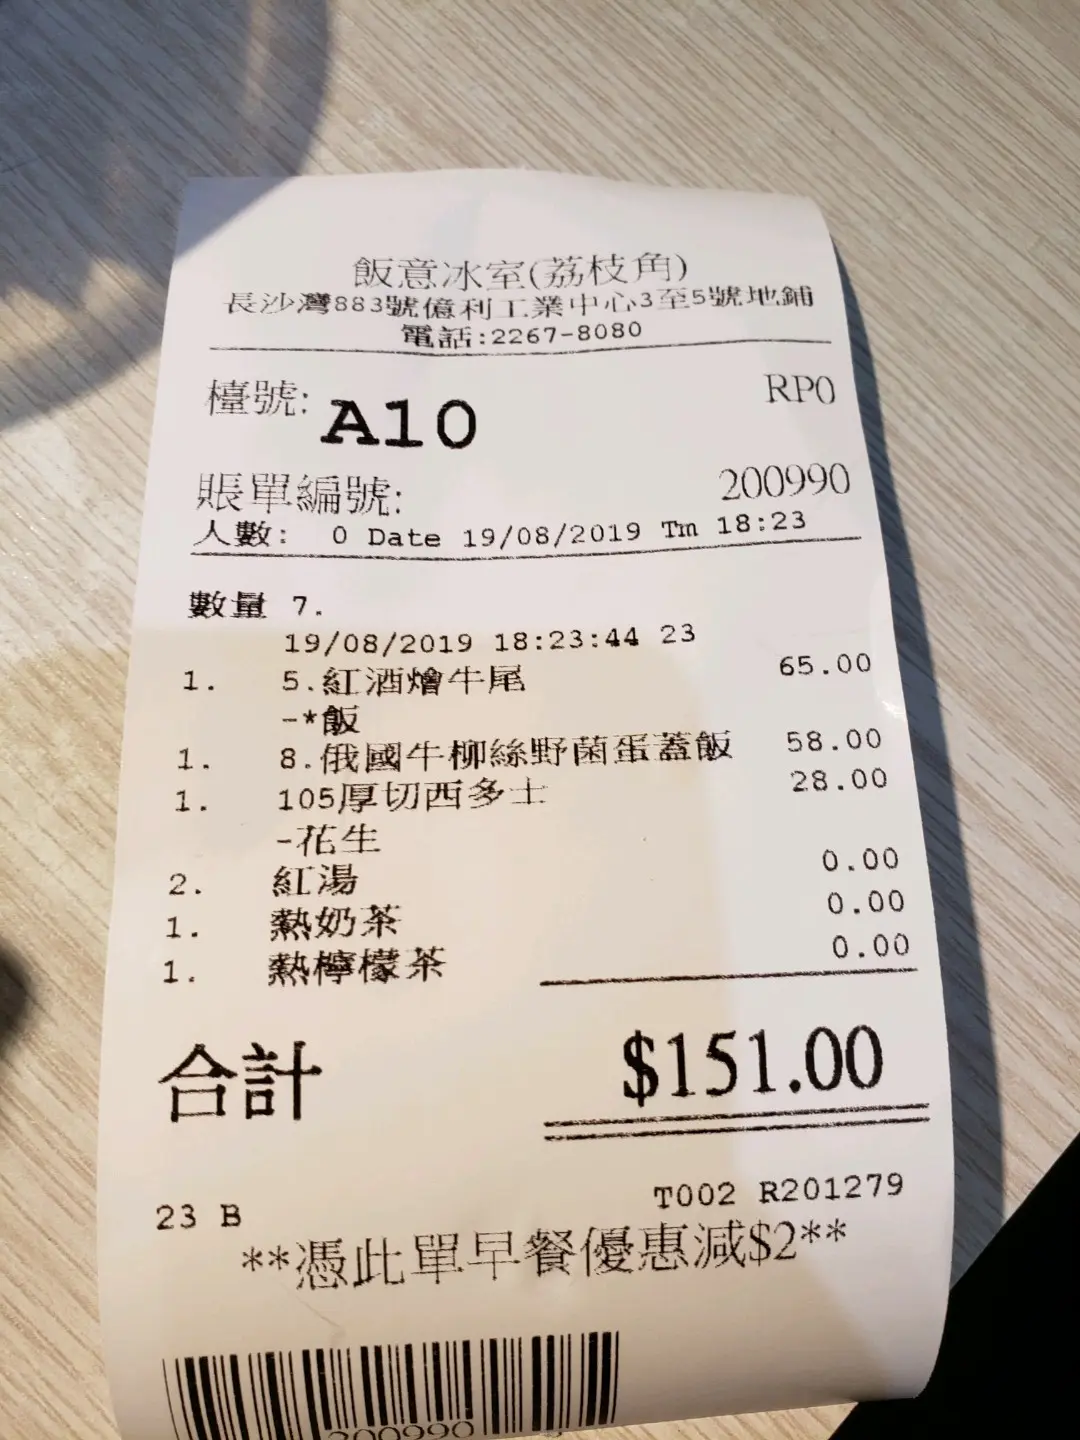 飯意冰室(荔枝角)
長沙灣883號億利工業中心3至5號地鋪
電話:2267-8080
檯號: A10 RP0
賬單編號: 200990
人數: 0 Date 19/08/2019 Tm 18:23
數量 7.
19/08/2019 18:23:44 23
1. 5.紅酒燴牛尾 65.00
-*飯
1. 8.俄國牛柳絲野菌蛋蓋飯 58.00
1. 105厚切西多士 28.00
-花生
2. 紅湯 0.00
1. 熱奶茶 0.00
1. 熱檸檬茶 0.00
合計 $151.00
23 B T002 R201279
**憑此單早餐優惠減$2**
200990